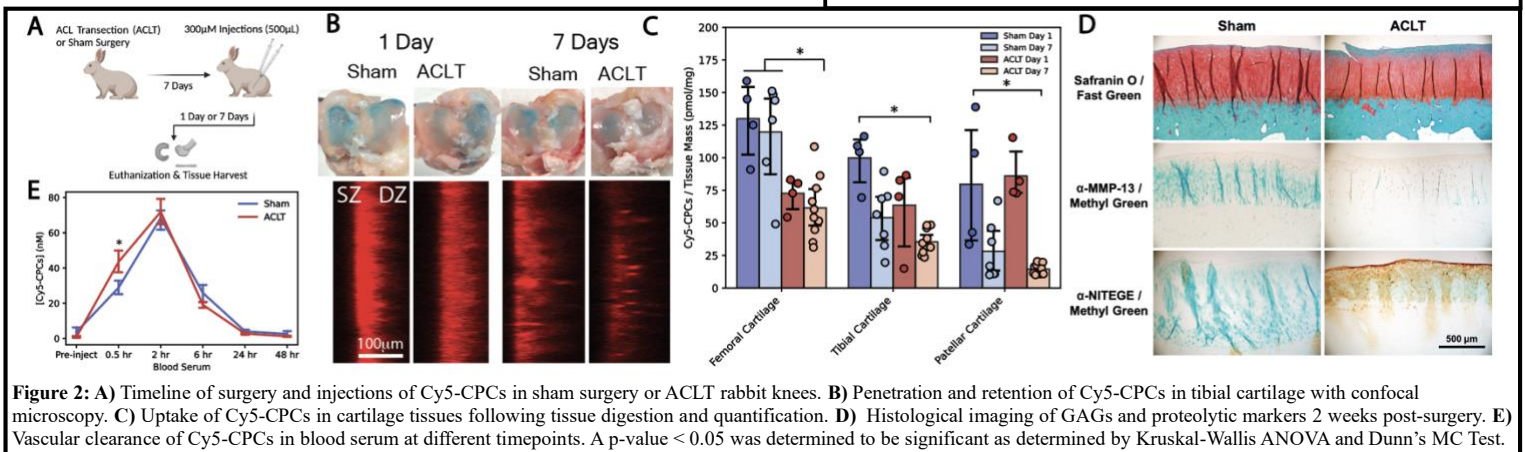 A
ACL Transection (ACLT)
or Sham Surgery
300μM Injections (500μL)
7 Days
1 Day or 7 Days
Euthanization & Tissue Harvest
B
1 Day
7 Days
Sham
ACLT
Sham
ACLT
SZ
DZ
100μm
C
Cy5-CPCs / Tissue Mass (pmol/mg)
200
175
150
125
100
75
50
25
0
Sham Day 1
Sham Day 7
ACLT Day 1
ACLT Day 7
*
*
*
Femoral Cartilage
Tibial Cartilage
Patellar Cartilage
D
Sham
ACLT
Safranin O /
Fast Green
α-MMP-13 /
Methyl Green
α-NITEGE /
Methyl Green
500 μm
E
[Cy5-CPCs] (nM)
80
60
40
20
0
Sham
ACLT
*
Pre-inject
0.5 hr
2 hr
6 hr
24 hr
48 hr
Blood Serum
Figure 2: A) Timeline of surgery and injections of Cy5-CPCs in sham surgery or ACLT rabbit knees. B) Penetration and retention of Cy5-CPCs in tibial cartilage with confocal
microscopy. C) Uptake of Cy5-CPCs in cartilage tissues following tissue digestion and quantification. D) Histological imaging of GAGs and proteolytic markers 2 weeks post-surgery. E)
Vascular clearance of Cy5-CPCs in blood serum at different timepoints. A p-value < 0.05 was determined to be significant as determined by Kruskal-Wallis ANOVA and Dunn's MC Test.